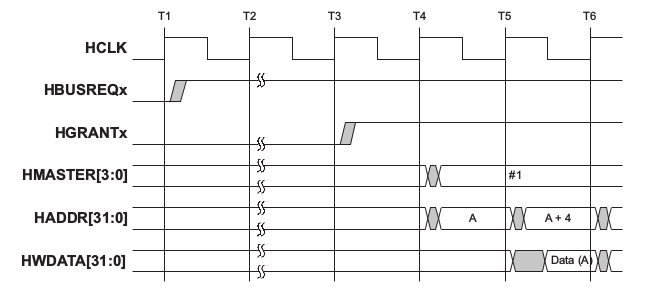 T1 T2 T3 T4 T5 T6
HCLK
HBUSREQx
HGRANTx
HMASTER[3:0] #1
HADDR[31:0] A A + 4
HWDATA[31:0] Data (A)